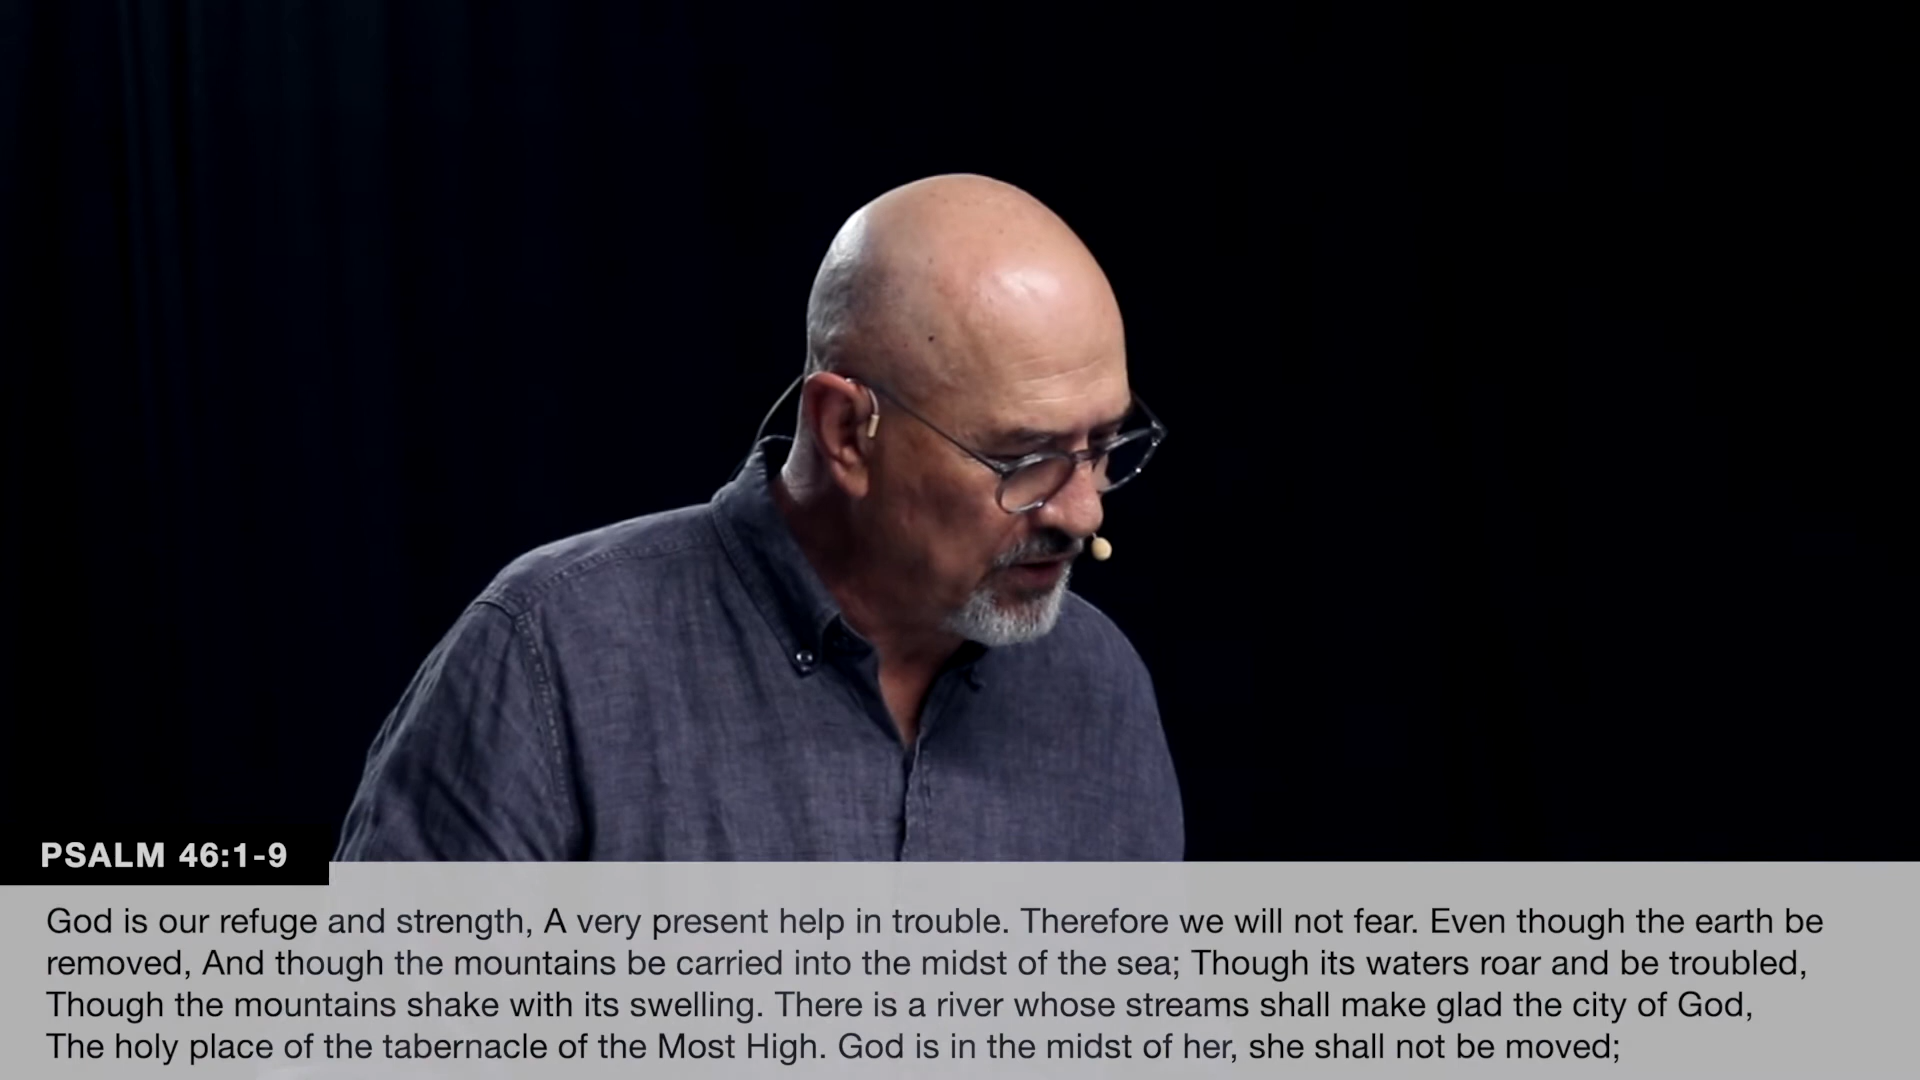 PSALM 46:1-9
God is our refuge and strength, A very present help in trouble. Therefore we will not fear. Even though the earth be
removed, And though the mountains be carried into the midst of the sea; Though its waters roar and be troubled,
Though the mountains shake with its swelling. There is a river whose streams shall make glad the city of God,
The holy place of the tabernacle of the Most High. God is in the midst of her, she shall not be moved;